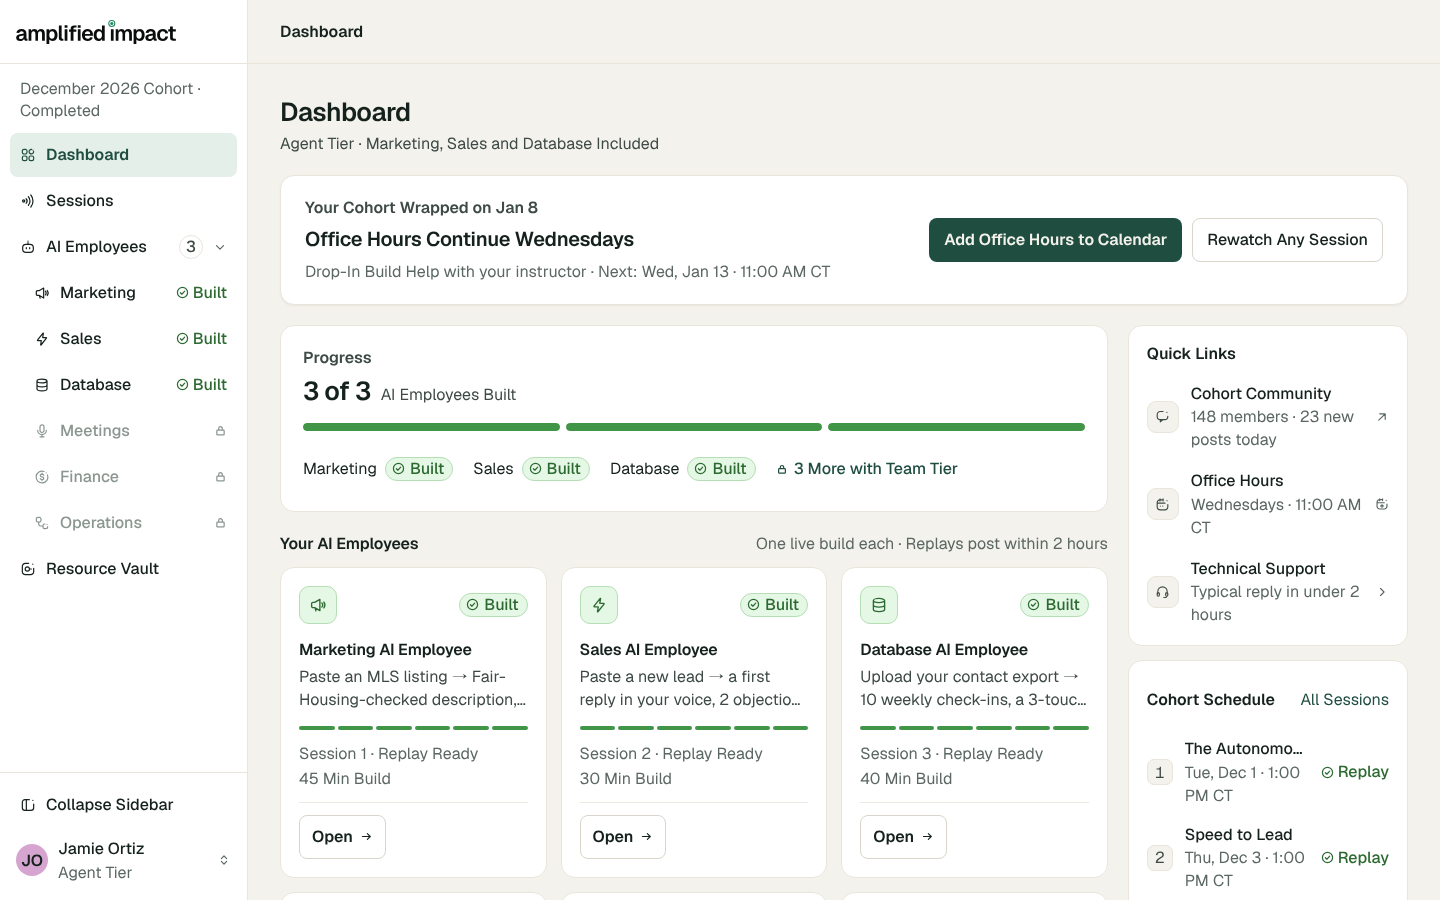 amplified impact
December 2026 Cohort ·
Completed
Dashboard
Sessions
AI Employees 3
Marketing Built
Sales Built
Database Built
Meetings
Finance
Operations
Resource Vault
Collapse Sidebar
JO
Jamie Ortiz
Agent Tier
Dashboard
Dashboard
Agent Tier · Marketing, Sales and Database Included
Your Cohort Wrapped on Jan 8
Office Hours Continue Wednesdays
Drop-In Build Help with your instructor · Next: Wed, Jan 13 · 11:00 AM CT
Add Office Hours to Calendar
Rewatch Any Session
Progress
3 of 3 AI Employees Built
Marketing Built Sales Built Database Built 3 More with Team Tier
Your AI Employees
One live build each · Replays post within 2 hours
Built
Marketing AI Employee
Paste an MLS listing → Fair-
Housing-checked description,...
Session 1 · Replay Ready
45 Min Build
Open →
Built
Sales AI Employee
Paste a new lead → a first
reply in your voice, 2 objectio...
Session 2 · Replay Ready
30 Min Build
Open →
Built
Database AI Employee
Upload your contact export →
10 weekly check-ins, a 3-touc...
Session 3 · Replay Ready
40 Min Build
Open →
Quick Links
Cohort Community
148 members · 23 new
posts today
Office Hours
Wednesdays · 11:00 AM
CT
Technical Support
Typical reply in under 2
hours
Cohort Schedule
All Sessions
1
The Autonomo...
Tue, Dec 1 · 1:00
PM CT
Replay
2
Speed to Lead
Thu, Dec 3 · 1:00
PM CT
Replay